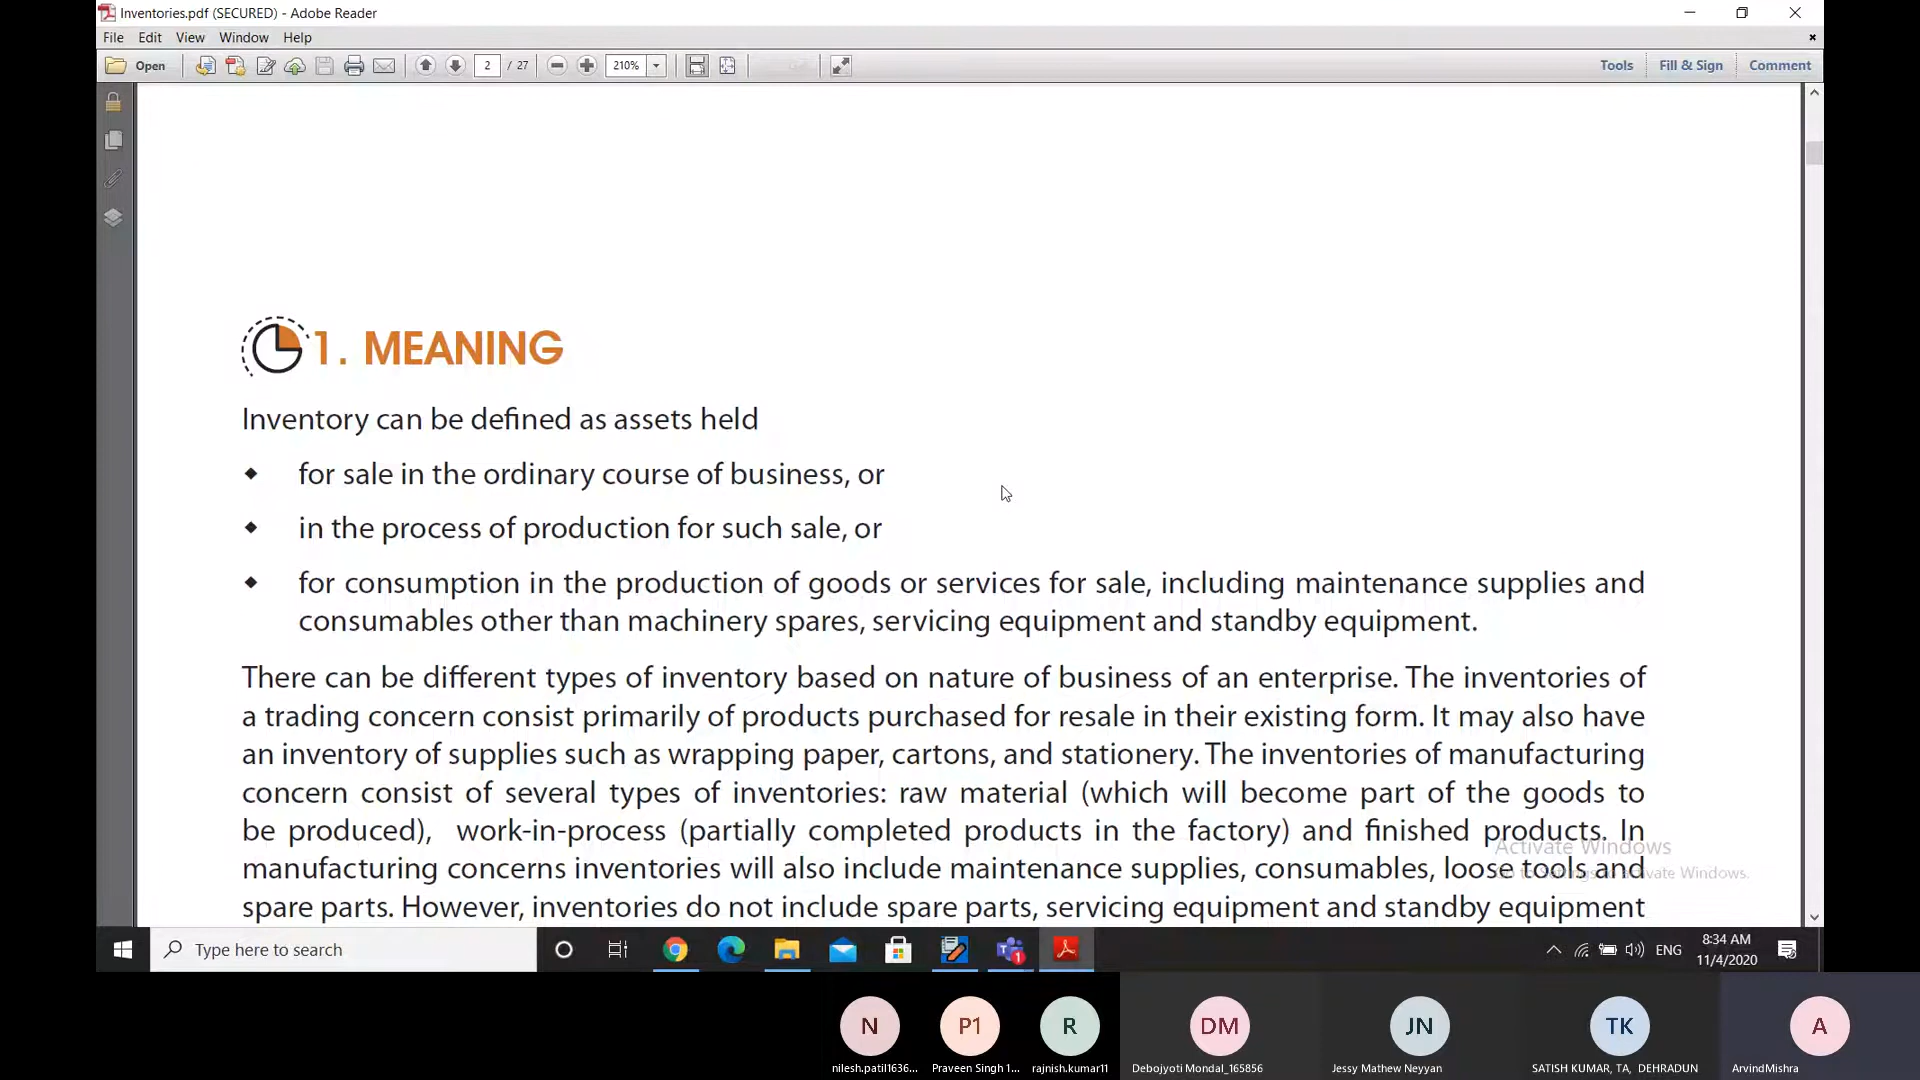 Inventories.pdf (SECURED) - Adobe Reader
File Edit View Window Help
Open 2 / 27 210% Tools Fill & Sign Comment
1. MEANING
Inventory can be defined as assets held
for sale in the ordinary course of business, or
in the process of production for such sale, or
for consumption in the production of goods or services for sale, including maintenance supplies and
consumables other than machinery spares, servicing equipment and standby equipment.
There can be different types of inventory based on nature of business of an enterprise. The inventories of
a trading concern consist primarily of products purchased for resale in their existing form. It may also have
an inventory of supplies such as wrapping paper, cartons, and stationery. The inventories of manufacturing
concern consist of several types of inventories: raw material (which will become part of the goods to
be produced), work-in-process (partially completed products in the factory) and finished products. In
Activate Windows
manufacturing concerns inventories will also include maintenance supplies, consumables, loose tools and
Go to Settings to activate Windows.
spare parts. However, inventories do not include spare parts, servicing equipment and standby equipment
Type here to search
1
ENG
8:34 AM
11/4/2020
N P1 R DM JN TK A
nilesh.patil1636... Praveen Singh 1... rajnish.kumar11 Debojyoti Mondal_165856 Jessy Mathew Neyyan SATISH KUMAR, TA, DEHRADUN ArvindMishra